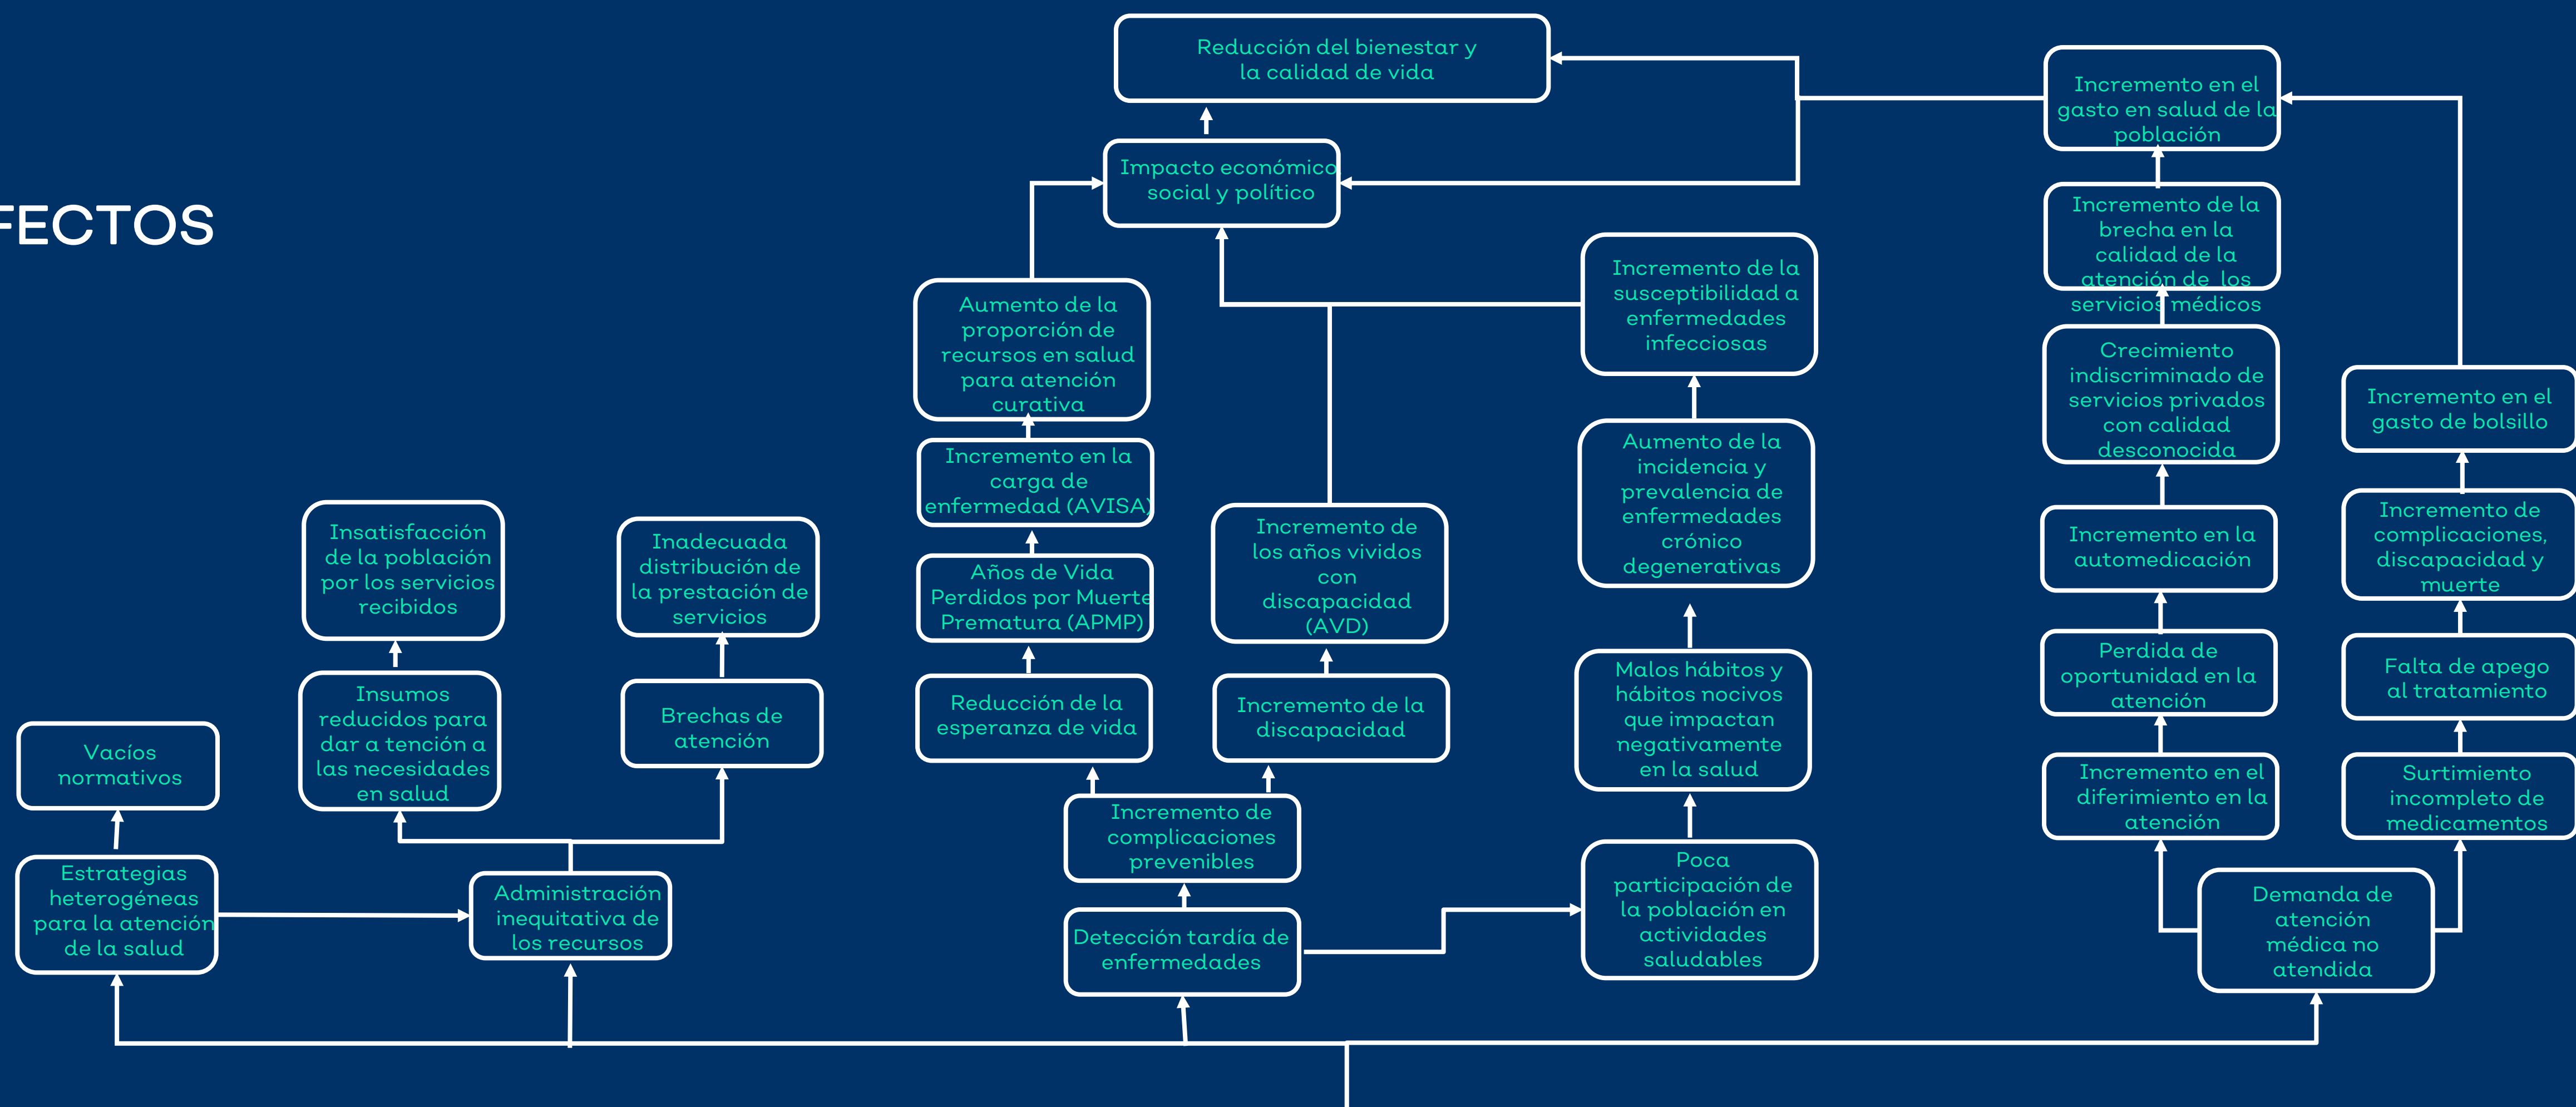 FECTOS
Reducción del bienestar y
la calidad de vida
Impacto económico
social y político
Incremento en el
gasto en salud de la
población
Incremento de la
brecha en la
calidad de la
atención de los
servicios médicos
Crecimiento
indiscriminado de
servicios privados
con calidad
desconocida
Incremento en la
automedicación
Perdida de
oportunidad en la
atención
Incremento en el
diferimiento en la
atención
Incremento en el
gasto de bolsillo
Incremento de
complicaciones,
discapacidad y
muerte
Falta de apego
al tratamiento
Surtimiento
incompleto de
medicamentos
Demanda de
atención
médica no
atendida
Incremento de la
susceptibilidad a
enfermedades
infecciosas
Aumento de la
incidencia y
prevalencia de
enfermedades
crónico
degenerativas
Malos hábitos y
hábitos nocivos
que impactan
negativamente
en la salud
Poca
participación de
la población en
actividades
saludables
Aumento de la
proporción de
recursos en salud
para atención
curativa
Incremento en la
carga de
enfermedad (AVISA)
Años de Vida
Perdidos por Muerte
Prematura (APMP)
Reducción de la
esperanza de vida
Incremento de
los años vividos
con
discapacidad
(AVD)
Incremento de la
discapacidad
Incremento de
complicaciones
prevenibles
Detección tardía de
enfermedades
Insatisfacción
de la población
por los servicios
recibidos
Insumos
reducidos para
dar a tención a
las necesidades
en salud
Inadecuada
distribución de
la prestación de
servicios
Brechas de
atención
Administración
inequitativa de
los recursos
Vacíos
normativos
Estrategias
heterogéneas
para la atención
de la salud